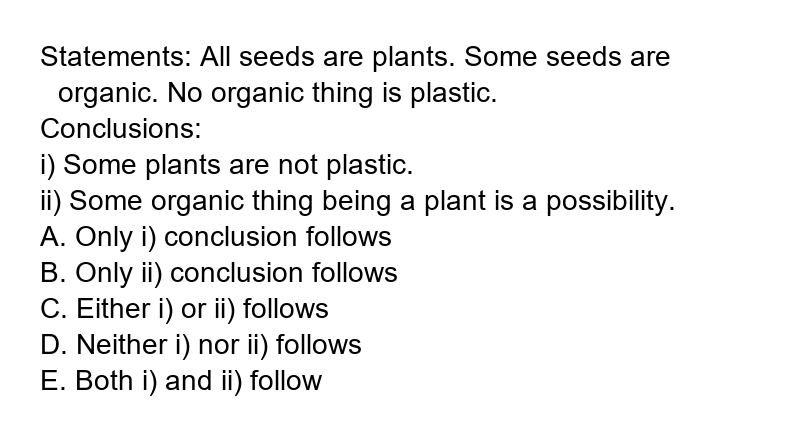 Statements: All seeds are plants. Some seeds are
organic. No organic thing is plastic.
Conclusions:
i) Some plants are not plastic.
ii) Some organic thing being a plant is a possibility.
A. Only i) conclusion follows
B. Only ii) conclusion follows
C. Either i) or ii) follows
D. Neither i) nor ii) follows
E. Both i) and ii) follow